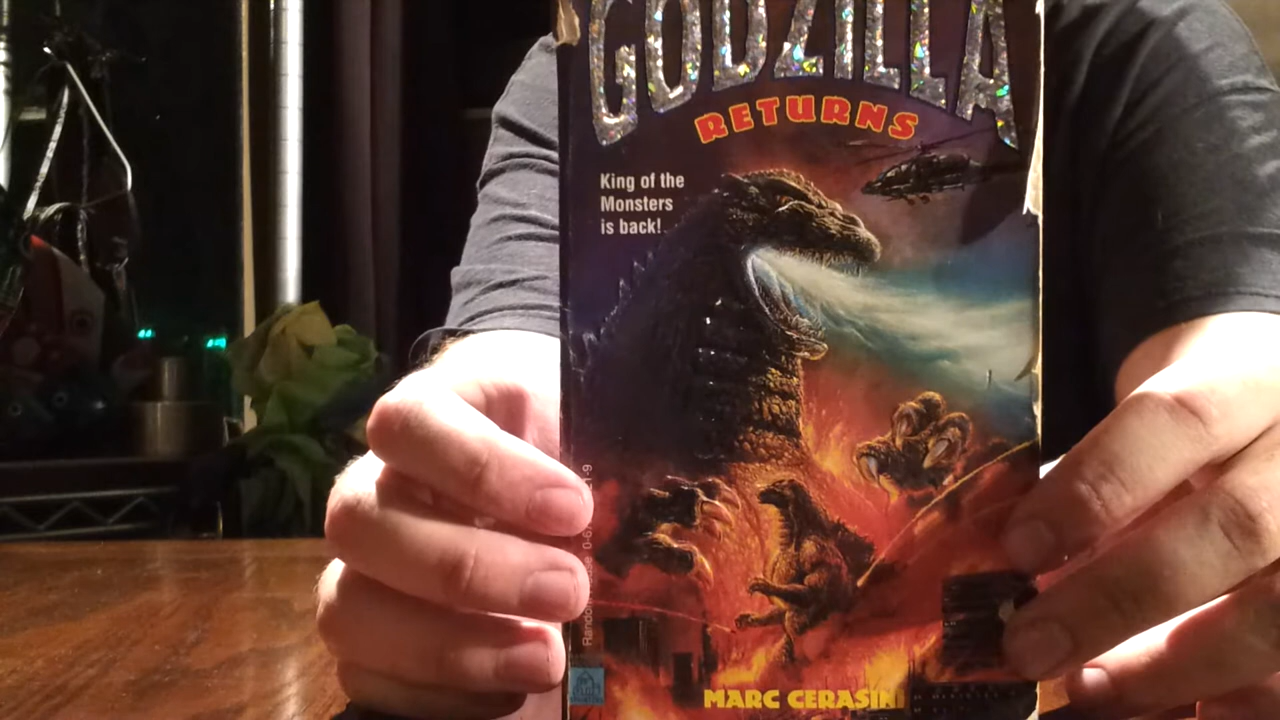 GODZILLA
RETURNS
King of the
Monsters
is back!
MARC CERASINI